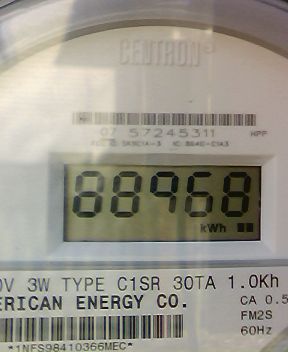 CENTRON
07 57245311 HPP
88968
kWh
0V 3W TYPE C1SR 30TA 1.0Kh
ERICAN ENERGY CO.
CA 0.5
FM2S
60Hz
*1NFS98410366MEC*